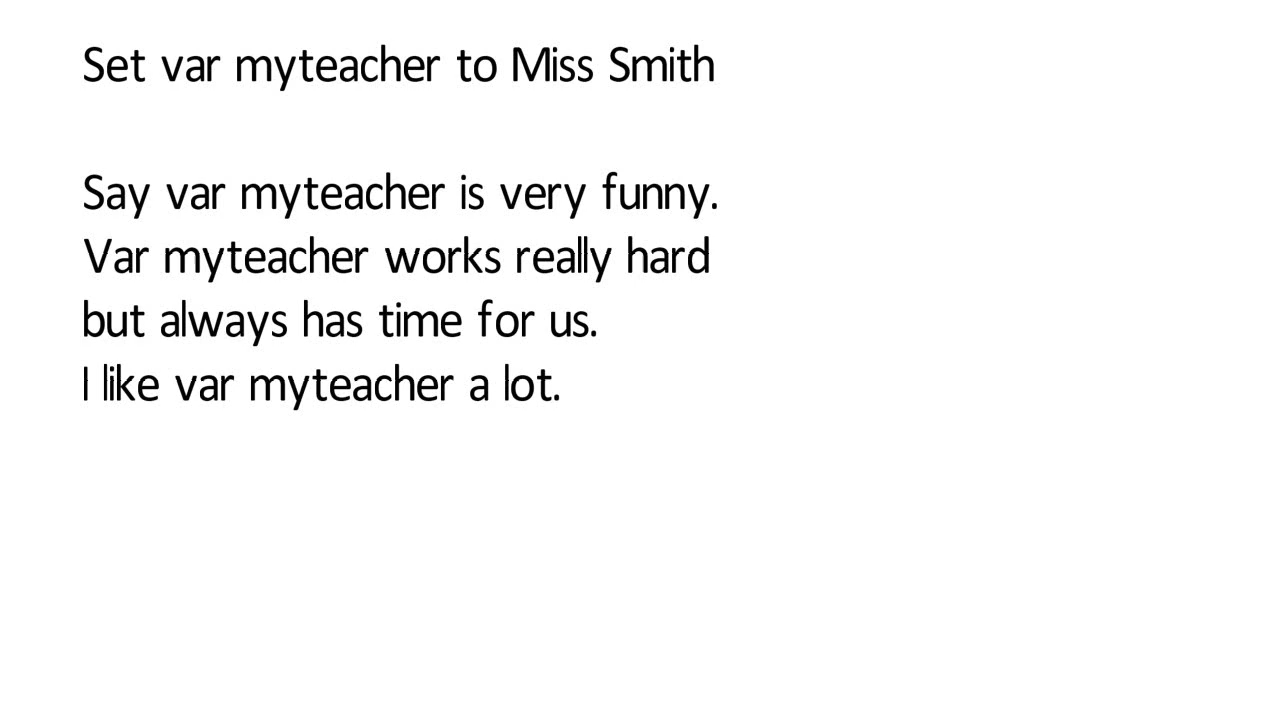 Set var myteacher to Miss Smith
Say var myteacher is very funny.
Var myteacher works really hard
but always has time for us.
I like var myteacher a lot.